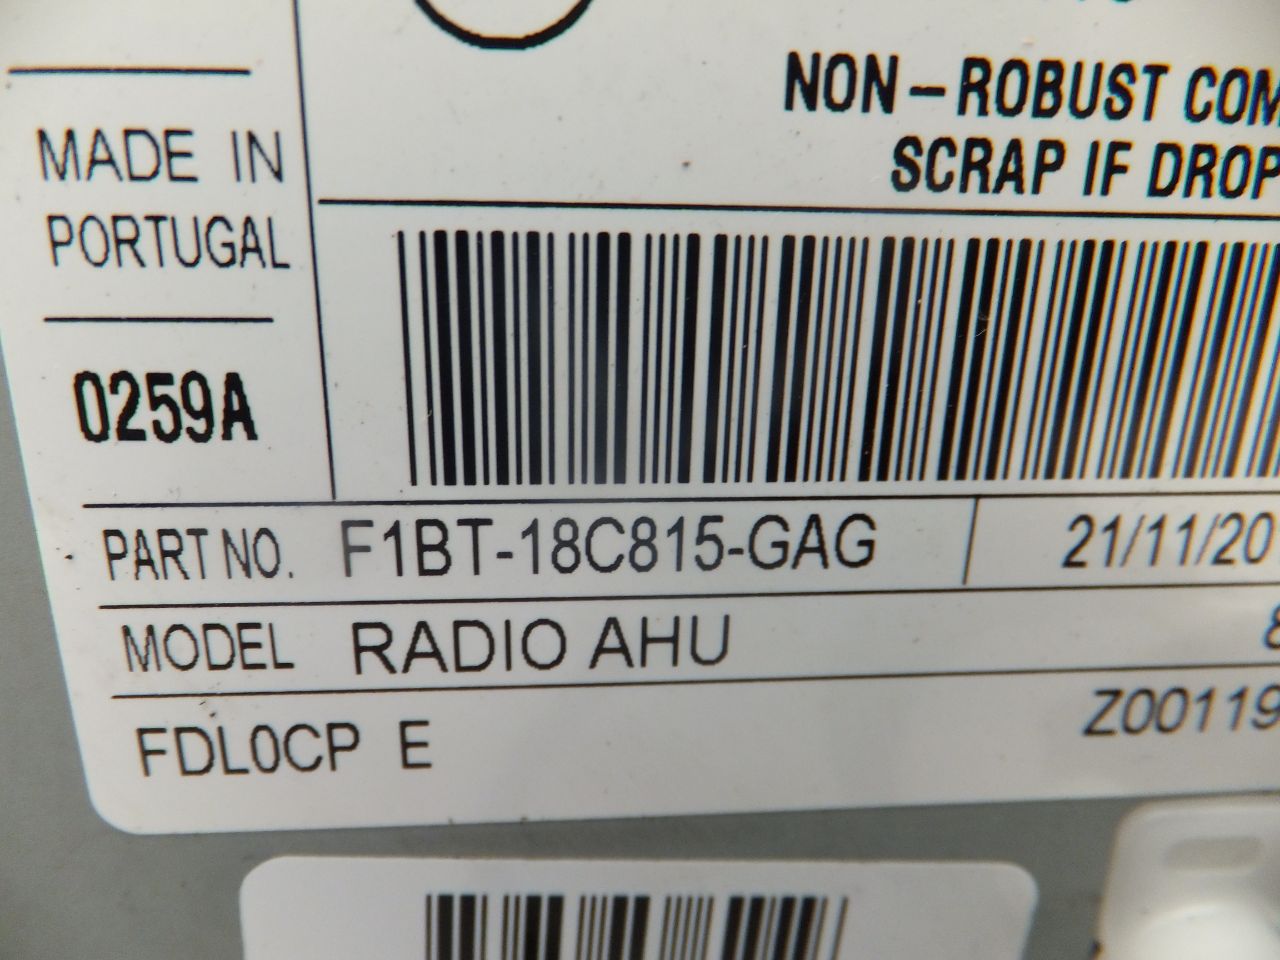 NON-ROBUST COM
SCRAP IF DROP
MADE IN
PORTUGAL
0259A
PART NO. F1BT-18C815-GAG 21/11/20
MODEL RADIO AHU
FDL0CP E Z00119